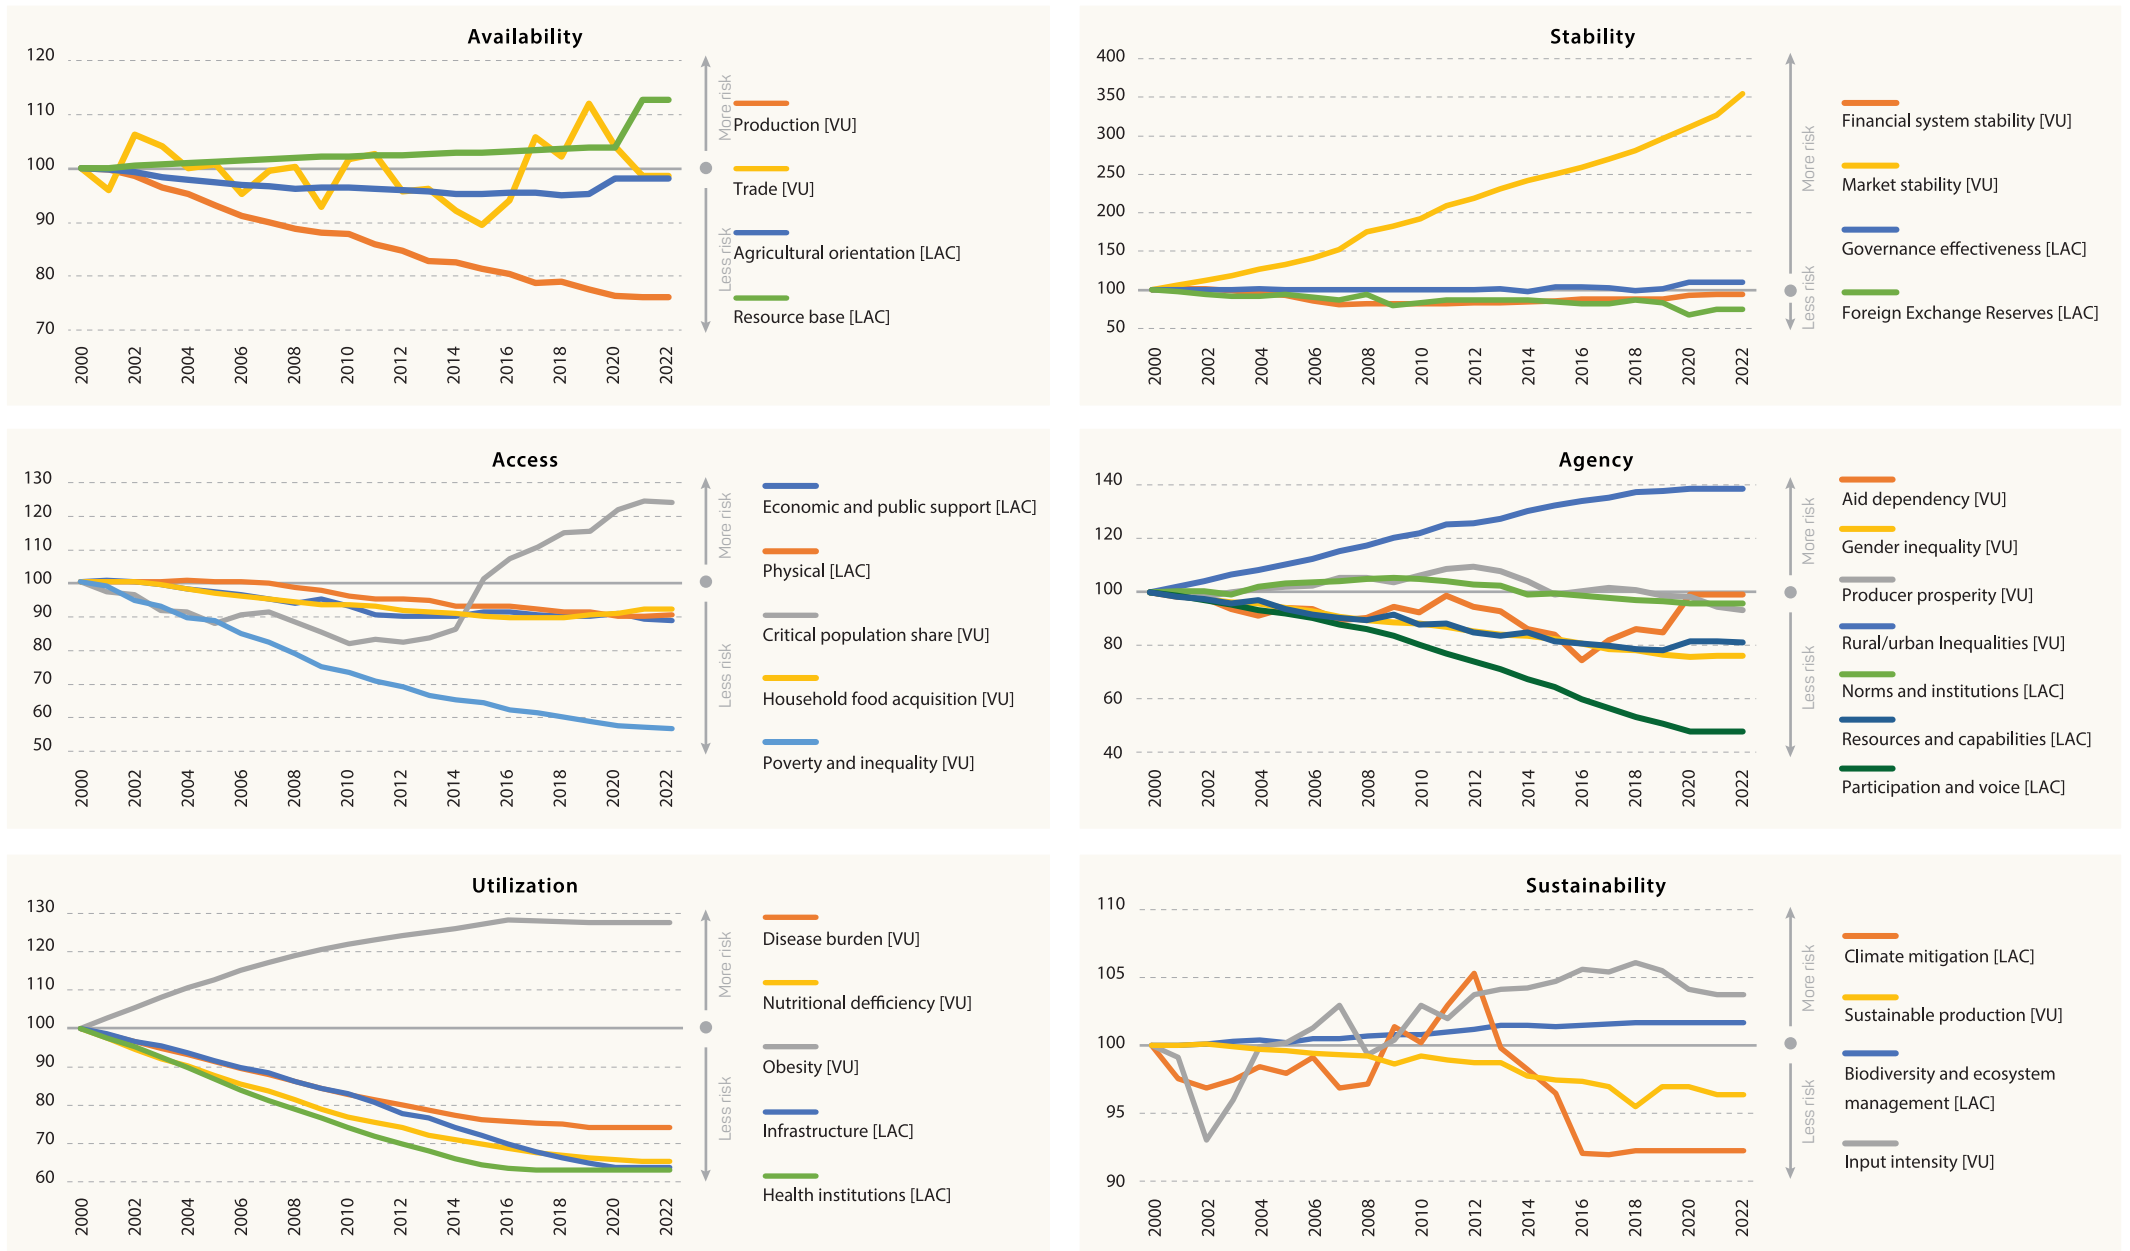 Availability
120
110
100
90
80
70
2000
2002
2004
2006
2008
2010
2012
2014
2016
2018
2020
2022
More risk
Less risk
Production [VU]
Trade [VU]
Agricultural orientation [LAC]
Resource base [LAC]
Stability
400
350
300
250
200
150
100
50
2000
2002
2004
2006
2008
2010
2012
2014
2016
2018
2020
2022
More risk
Less risk
Financial system stability [VU]
Market stability [VU]
Governance effectiveness [LAC]
Foreign Exchange Reserves [LAC]
Access
130
120
110
100
90
80
70
60
50
2000
2002
2004
2006
2008
2010
2012
2014
2016
2018
2020
2022
More risk
Less risk
Economic and public support [LAC]
Physical [LAC]
Critical population share [VU]
Household food acquisition [VU]
Poverty and inequality [VU]
Agency
140
120
100
80
60
40
2000
2002
2004
2006
2008
2010
2012
2014
2016
2018
2020
2022
More risk
Less risk
Aid dependency [VU]
Gender inequality [VU]
Producer prosperity [VU]
Rural/urban Inequalities [VU]
Norms and institutions [LAC]
Resources and capabilities [LAC]
Participation and voice [LAC]
Utilization
130
120
110
100
90
80
70
60
2000
2002
2004
2006
2008
2010
2012
2014
2016
2018
2020
2022
More risk
Less risk
Disease burden [VU]
Nutritional defficiency [VU]
Obesity [VU]
Infrastructure [LAC]
Health institutions [LAC]
Sustainability
110
105
100
95
90
2000
2002
2004
2006
2008
2010
2012
2014
2016
2018
2020
2022
More risk
Less risk
Climate mitigation [LAC]
Sustainable production [VU]
Biodiversity and ecosystem
management [LAC]
Input intensity [VU]